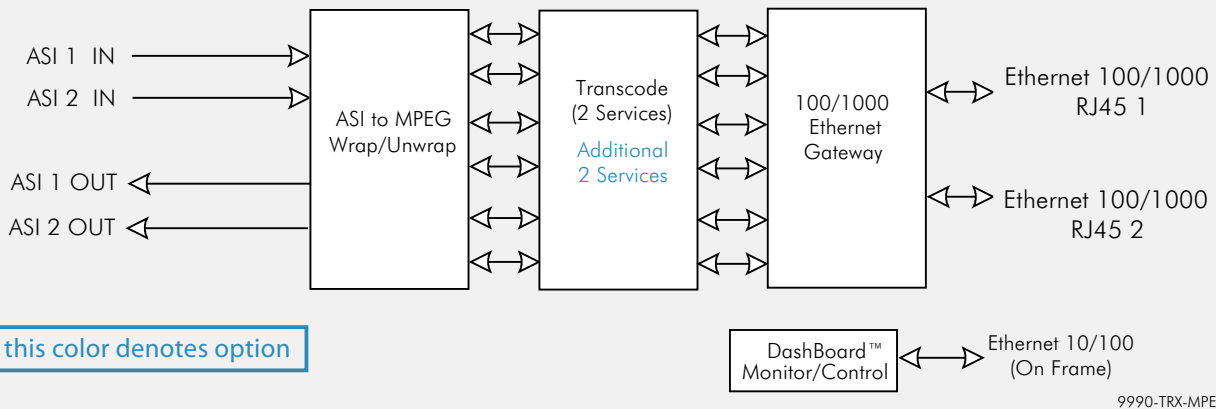 ASI 1 IN
ASI 2 IN
ASI 1 OUT
ASI 2 OUT
ASI to MPEG
Wrap/Unwrap
Transcode
(2 Services)
Additional
2 Services
100/1000
Ethernet
Gateway
Ethernet 100/1000
RJ45 1
Ethernet 100/1000
RJ45 2
this color denotes option
DashBoard™
Monitor/Control
Ethernet 10/100
(On Frame)
9990-TRX-MPE